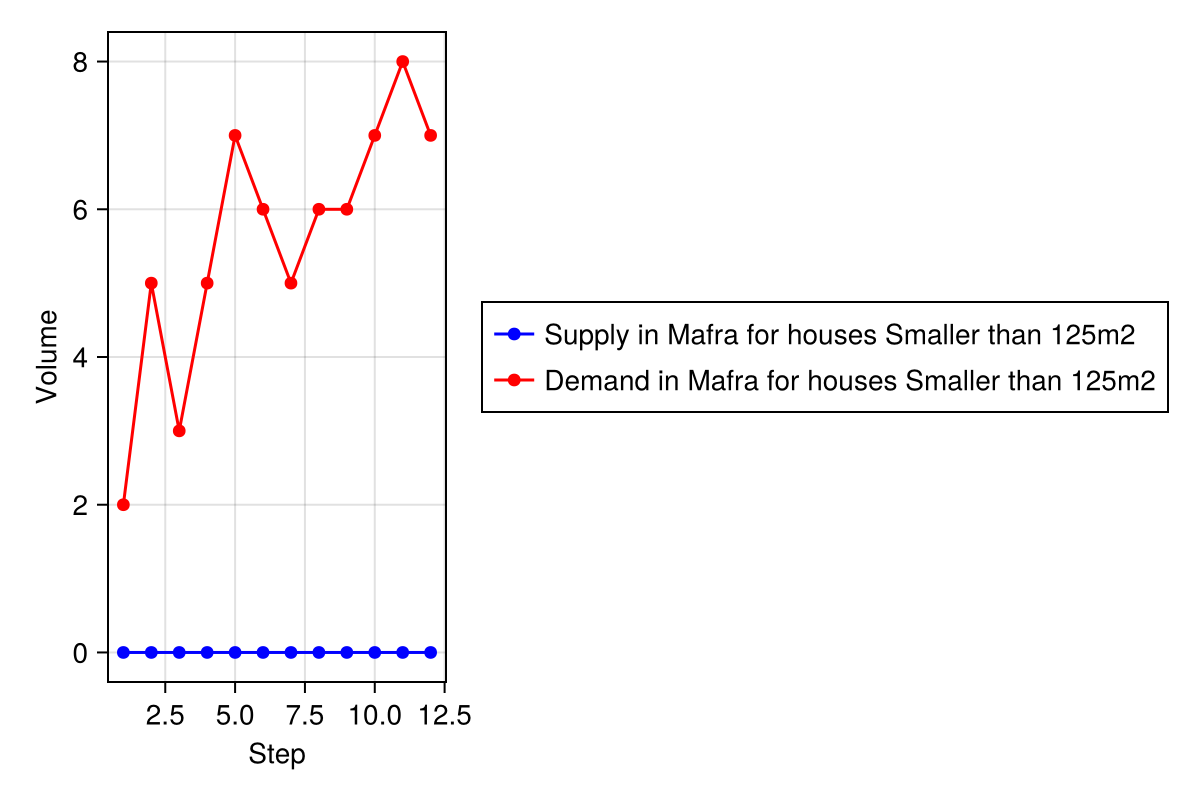 8
6
4
2
0
Volume
2.5 5.0 7.5 10.0 12.5
Step
Supply in Mafra for houses Smaller than 125m2
Demand in Mafra for houses Smaller than 125m2